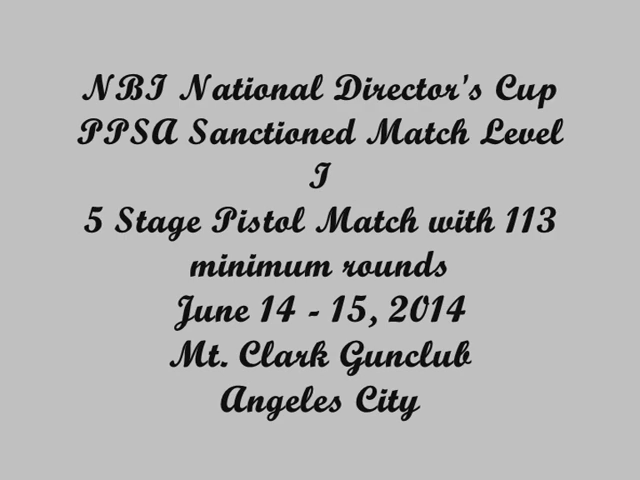 NBI National Director's Cup
PPSA Sanctioned Match Level
I
5 Stage Pistol Match with 113
minimum rounds
June 14 - 15, 2014
Mt. Clark Gunclub
Angeles City